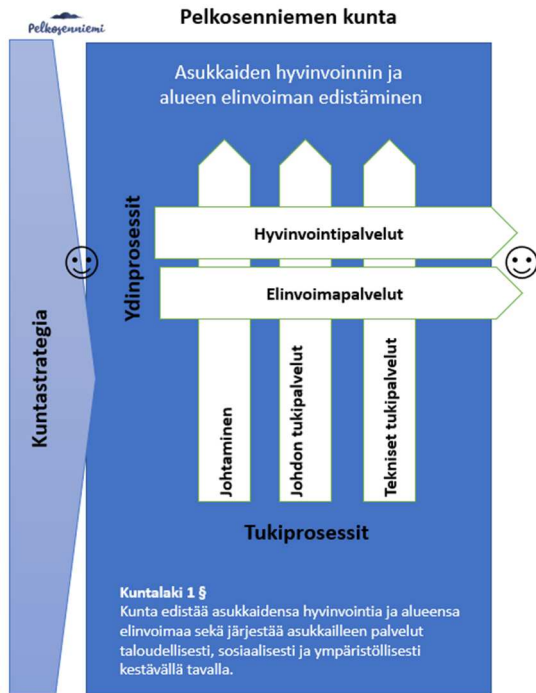 Pelkosenniemen kunta
Pelkosenniemi
Asukkaiden hyvinvoinnin ja
alueen elinvoiman edistäminen
Kuntastrategia
Ydinprosessit
Hyvinvointipalvelut
Elinvoimapalvelut
Johtaminen
Johdon tukipalvelut
Tekniset tukipalvelut
Tukiprosessit
Kuntalaki 1 §
Kunta edistää asukkaidensa hyvinvointia ja alueensa
elinvoimaa sekä järjestää asukkailleen palvelut
taloudellisesti, sosiaalisesti ja ympäristöllisesti
kestävällä tavalla.